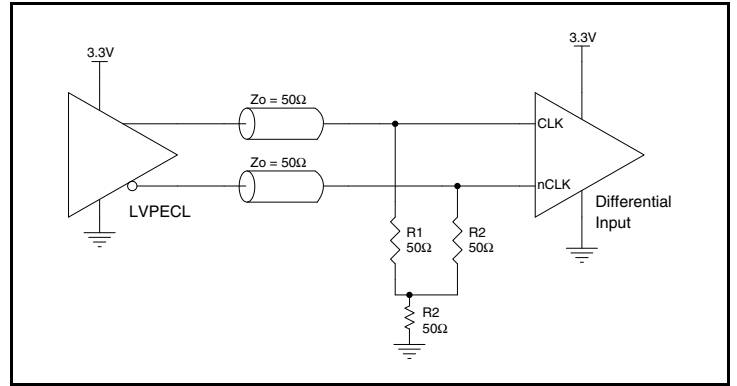 3.3V
3.3V
Zo = 50Ω
CLK
Zo = 50Ω
nCLK
LVPECL
Differential
Input
R1
50Ω
R2
50Ω
R2
50Ω